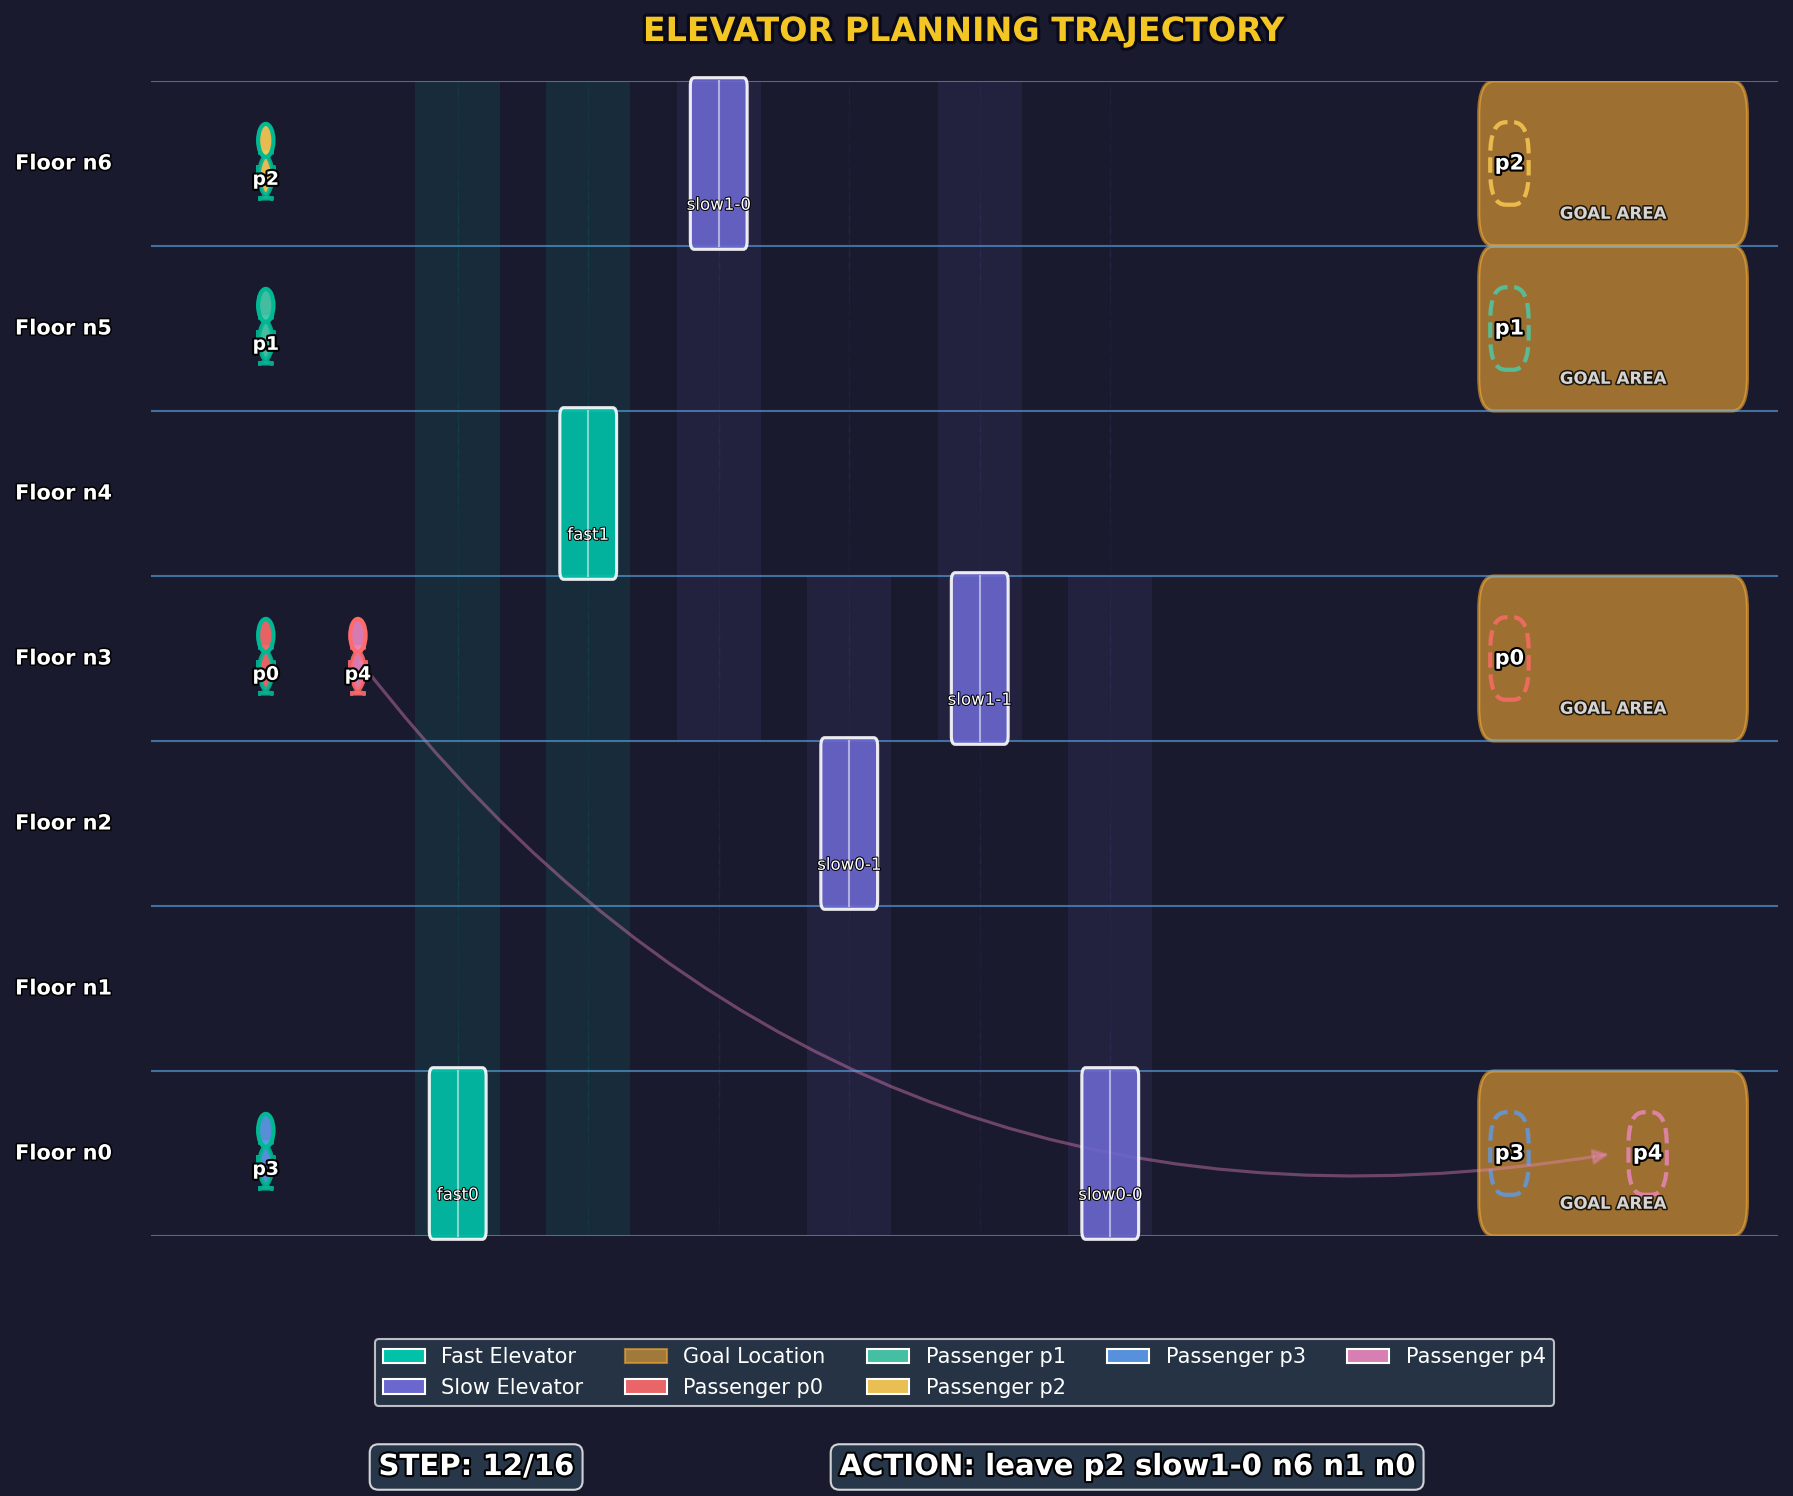 ELEVATOR PLANNING TRAJECTORY
Floor n6
p2
slow1-0
p2
GOAL AREA
Floor n5
p1
p1
GOAL AREA
Floor n4
fast1
Floor n3
p0
p4
slow1-1
p0
GOAL AREA
Floor n2
slow0-1
Floor n1
Floor n0
p3
fast0
slow0-0
p3
p4
GOAL AREA
Fast Elevator
Goal Location
Passenger p1
Passenger p3
Passenger p4
Slow Elevator
Passenger p0
Passenger p2
STEP: 12/16
ACTION: leave p2 slow1-0 n6 n1 n0